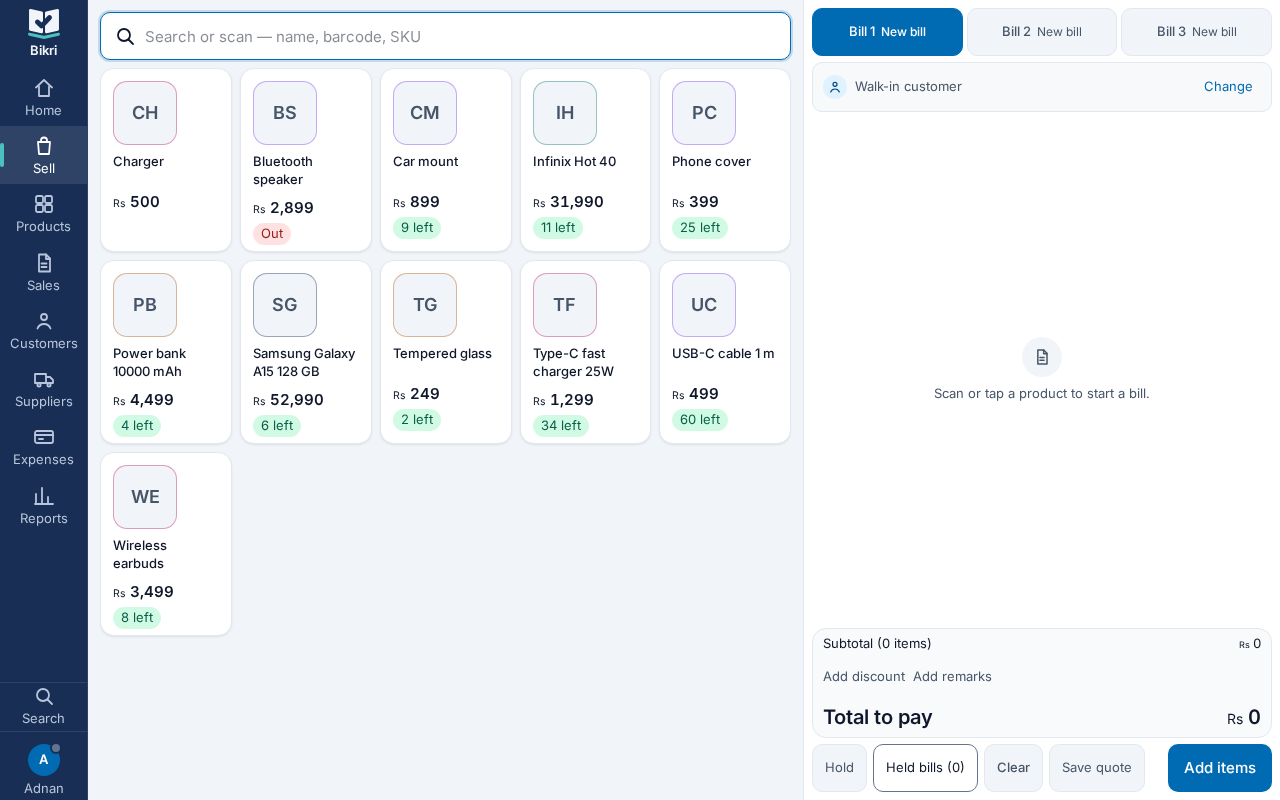 Bikri
Home
Sell
Products
Sales
Customers
Suppliers
Expenses
Reports
Search
A
Adnan
Search or scan — name, barcode, SKU
CH
Charger
Rs 500
BS
Bluetooth
speaker
Rs 2,899
Out
CM
Car mount
Rs 899
9 left
IH
Infinix Hot 40
Rs 31,990
11 left
PC
Phone cover
Rs 399
25 left
PB
Power bank
10000 mAh
Rs 4,499
4 left
SG
Samsung Galaxy
A15 128 GB
Rs 52,990
6 left
TG
Tempered glass
Rs 249
2 left
TF
Type-C fast
charger 25W
Rs 1,299
34 left
UC
USB-C cable 1 m
Rs 499
60 left
WE
Wireless
earbuds
Rs 3,499
8 left
Bill 1 New bill
Bill 2 New bill
Bill 3 New bill
Walk-in customer
Change
Scan or tap a product to start a bill.
Subtotal (0 items)
Rs 0
Add discount Add remarks
Total to pay
Rs 0
Hold
Held bills (0)
Clear
Save quote
Add items